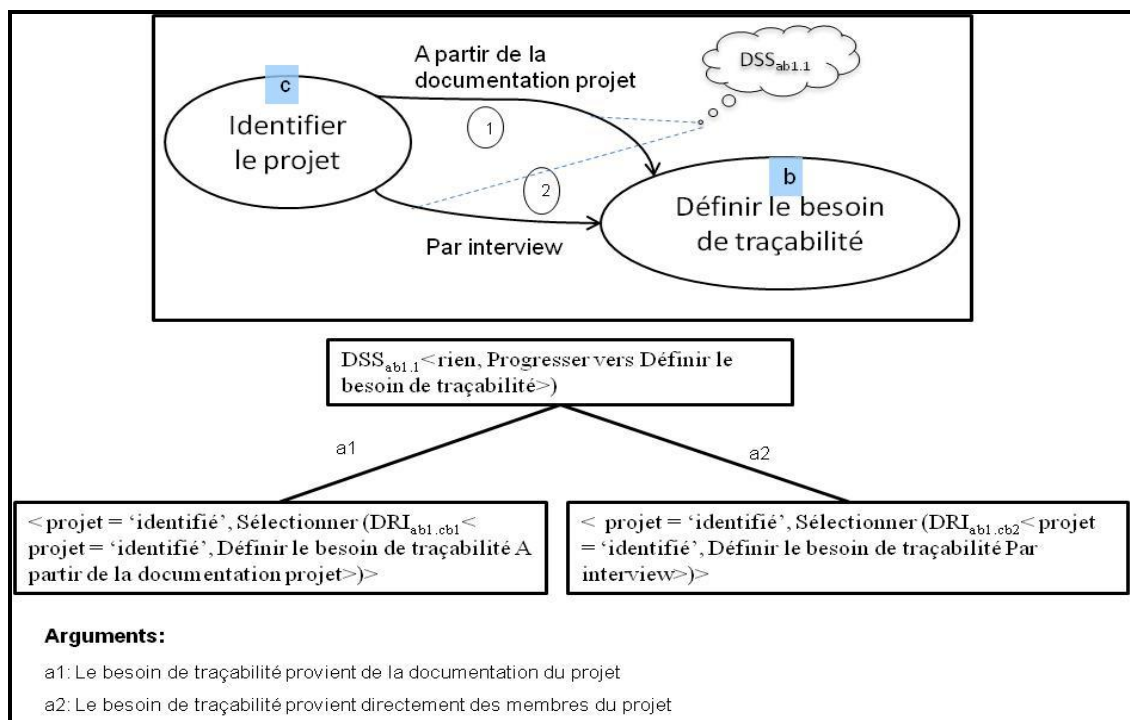 A partir de la
documentation projet
DSSab1.1
c
Identifier
le projet
1
2
b
Définir le besoin
de traçabilité
Par interview
DSSab1.1<rien, Progresser vers Définir le
besoin de traçabilité>)
a1
a2
< projet = ‘identifié’, Sélectionner (DRIab1.cb1<
projet = ‘identifié’, Définir le besoin de traçabilité A
partir de la documentation projet>)>
< projet = ‘identifié’, Sélectionner (DRIab1.cb2<projet
= ‘identifié’, Définir le besoin de traçabilité Par
interview>)>
Arguments:
a1: Le besoin de traçabilité provient de la documentation du projet
a2: Le besoin de traçabilité provient directement des membres du projet